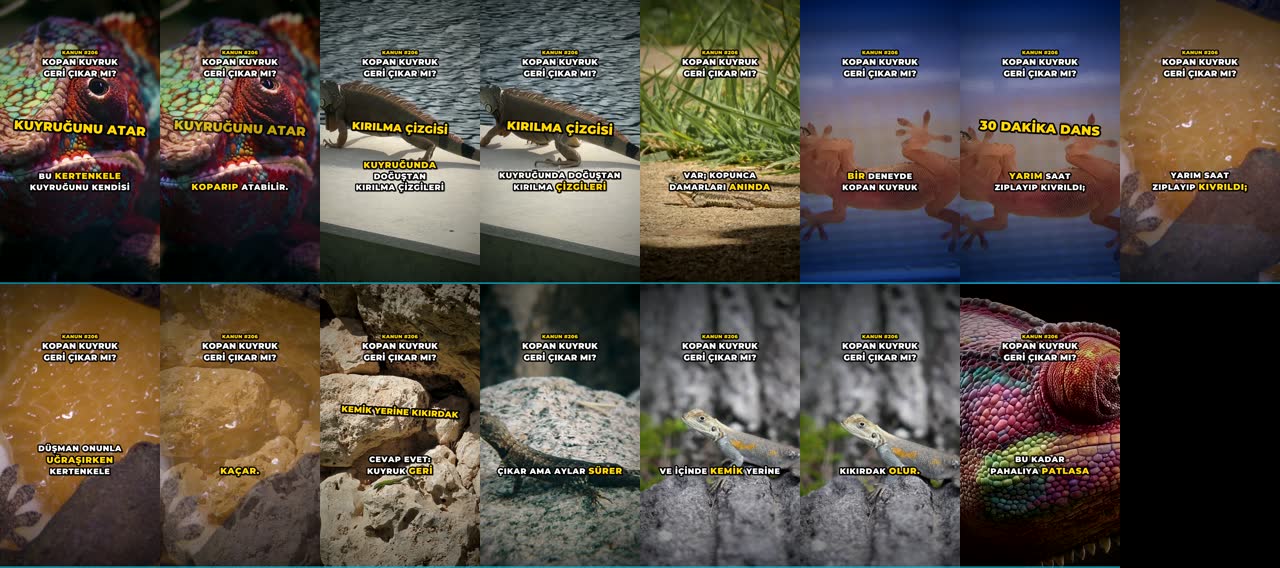 KANUN #206
KOPAN KUYRUK
GERİ ÇIKAR MI?
KUYRUĞUNU ATAR
BU KERTENKELE
KUYRUĞUNU KENDİSİ
KANUN #206
KOPAN KUYRUK
GERİ ÇIKAR MI?
KUYRUĞUNU ATAR
KOPARIP ATABİLİR.
KANUN #206
KOPAN KUYRUK
GERİ ÇIKAR MI?
KIRILMA ÇİZGİSİ
KUYRUĞUNDA
DOĞUŞTAN
KIRILMA ÇİZGİLERİ
KANUN #206
KOPAN KUYRUK
GERİ ÇIKAR MI?
KIRILMA ÇİZGİSİ
KUYRUĞUNDA DOĞUŞTAN
KIRILMA ÇİZGİLERİ
KANUN #206
KOPAN KUYRUK
GERİ ÇIKAR MI?
VAR; KOPUNCA
DAMARLARI ANINDA
KANUN #206
KOPAN KUYRUK
GERİ ÇIKAR MI?
BİR DENEYDE
KOPAN KUYRUK
KANUN #206
KOPAN KUYRUK
GERİ ÇIKAR MI?
30 DAKİKA DANS
YARIM SAAT
ZIPLAYIP KIVRILDI;
KANUN #206
KOPAN KUYRUK
GERİ ÇIKAR MI?
YARIM SAAT
ZIPLAYIP KIVRILDI;
KANUN #206
KOPAN KUYRUK
GERİ ÇIKAR MI?
DÜŞMAN ONUNLA
UĞRAŞIRKEN
KERTENKELE
KANUN #206
KOPAN KUYRUK
GERİ ÇIKAR MI?
KAÇAR.
KANUN #206
KOPAN KUYRUK
GERİ ÇIKAR MI?
KEMİK YERİNE KIKIRDAK
CEVAP EVET:
KUYRUK GERİ
KANUN #206
KOPAN KUYRUK
GERİ ÇIKAR MI?
ÇIKAR AMA AYLAR SÜRER
KANUN #206
KOPAN KUYRUK
GERİ ÇIKAR MI?
VE İÇİNDE KEMİK YERİNE
KANUN #206
KOPAN KUYRUK
GERİ ÇIKAR MI?
KIKIRDAK OLUR.
KANUN #206
KOPAN KUYRUK
GERİ ÇIKAR MI?
BU KADAR
PAHALIYA PATLASA